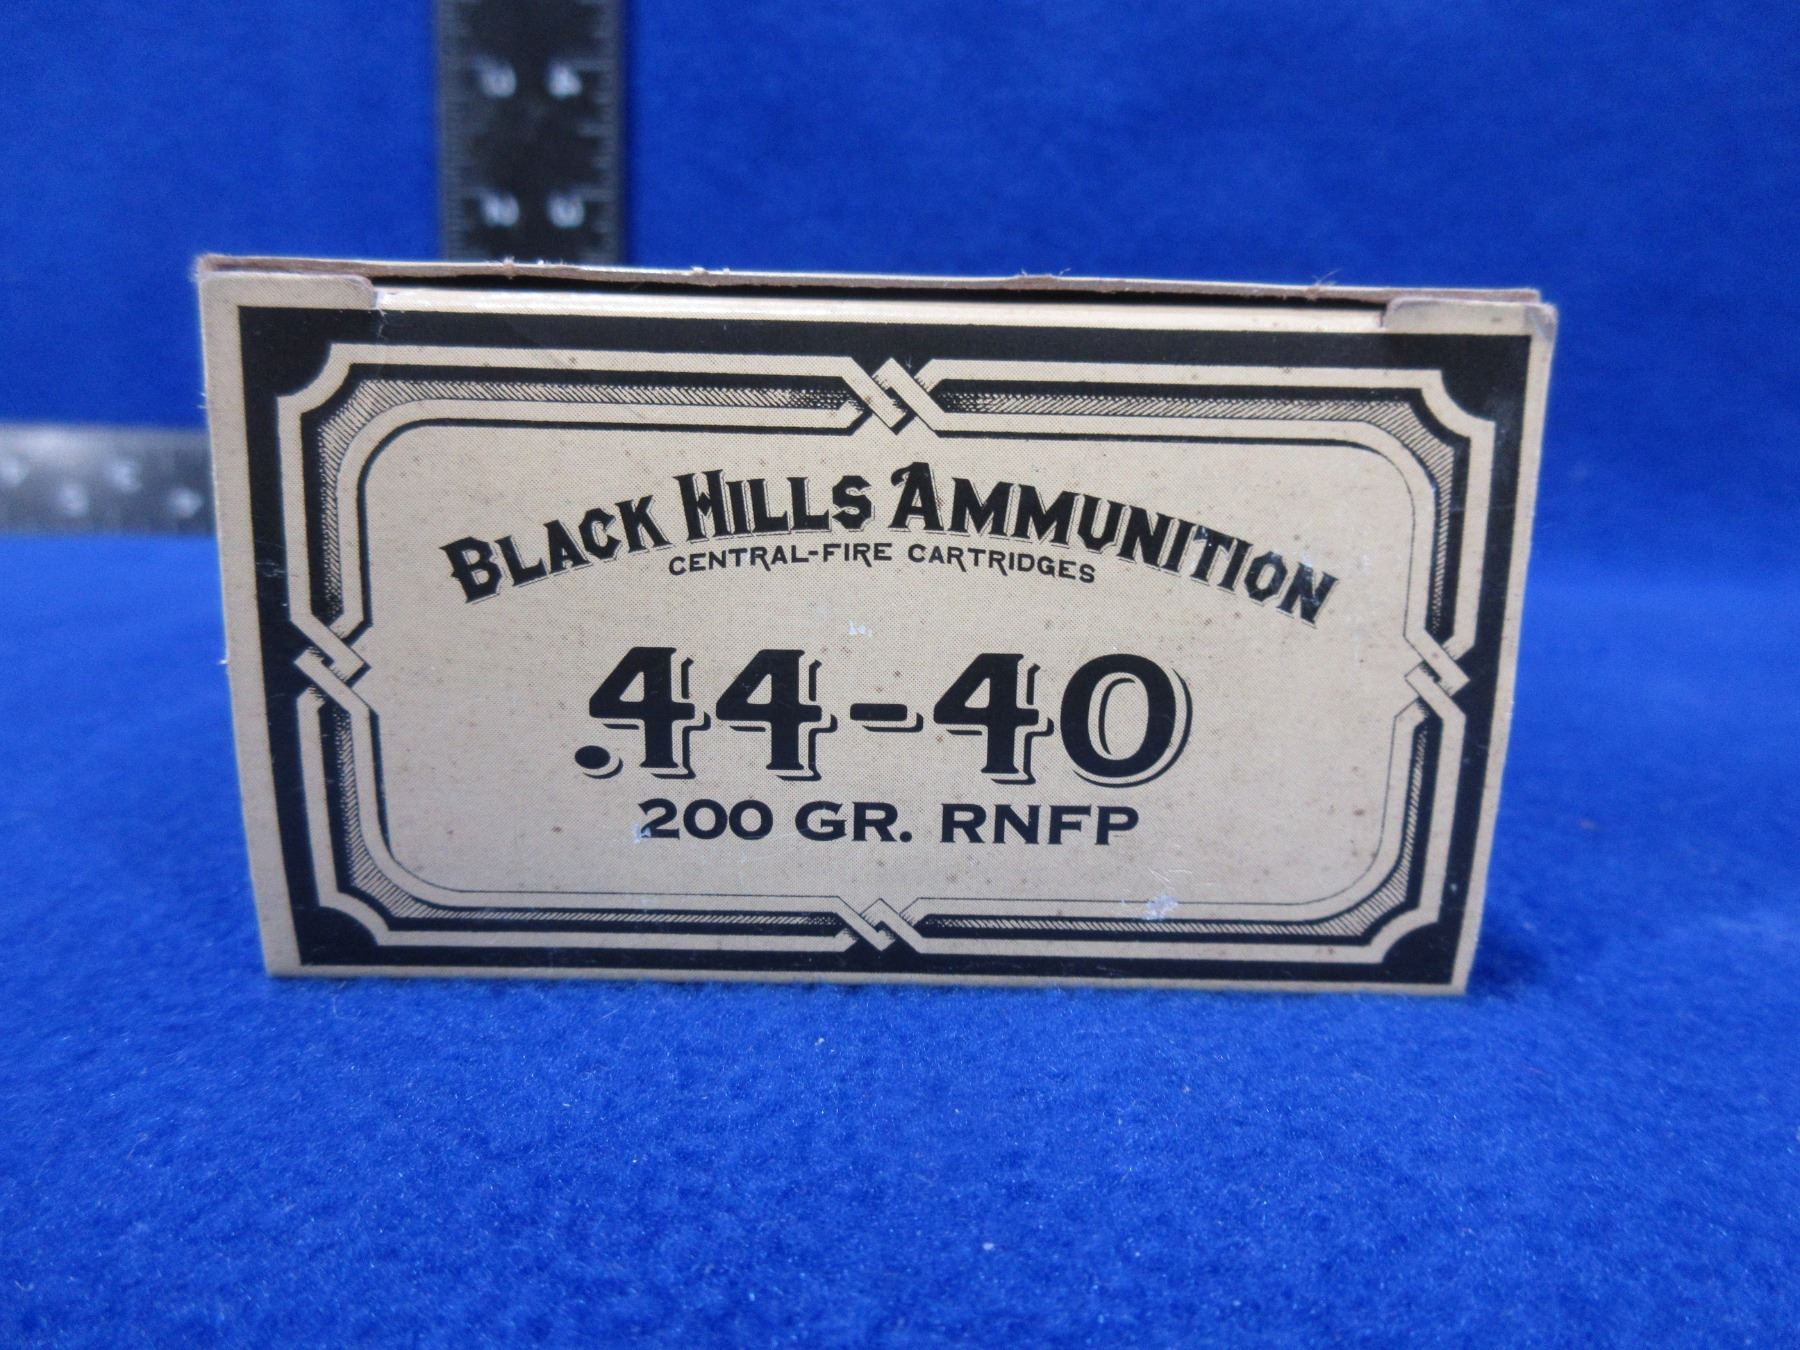 BLACK HILLS AMMUNITION
CENTRAL-FIRE CARTRIDGES
.44-40
200 GR. RNFP